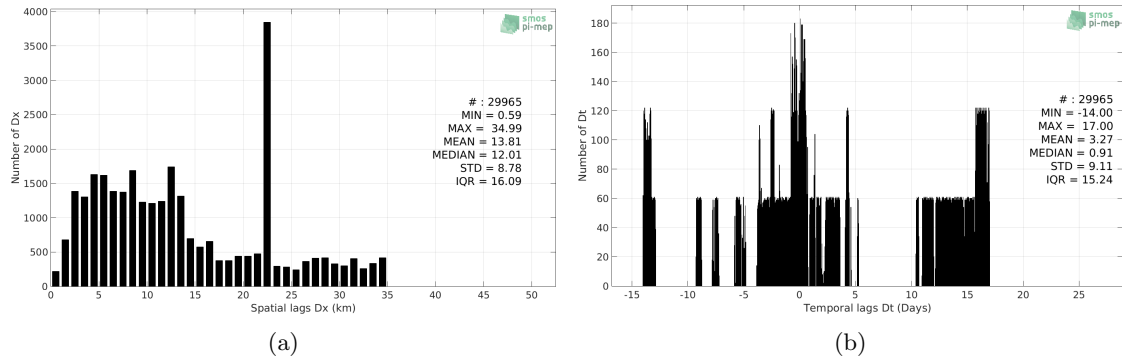 4000
3500
3000
2500
2000
1500
1000
500
0
Number of Dx
0 5 10 15 20 25 30 35 40 45 50
Spatial lags Dx (km)
smos
pi-mep
# : 29965
MIN = 0.59
MAX = 34.99
MEAN = 13.81
MEDIAN = 12.01
STD = 8.78
IQR = 16.09
(a)
180
160
140
120
100
80
60
40
20
0
Number of Dt
-15 -10 -5 0 5 10 15 20 25
Temporal lags Dt (Days)
smos
pi-mep
# : 29965
MIN = -14.00
MAX = 17.00
MEAN = 3.27
MEDIAN = 0.91
STD = 9.11
IQR = 15.24
(b)